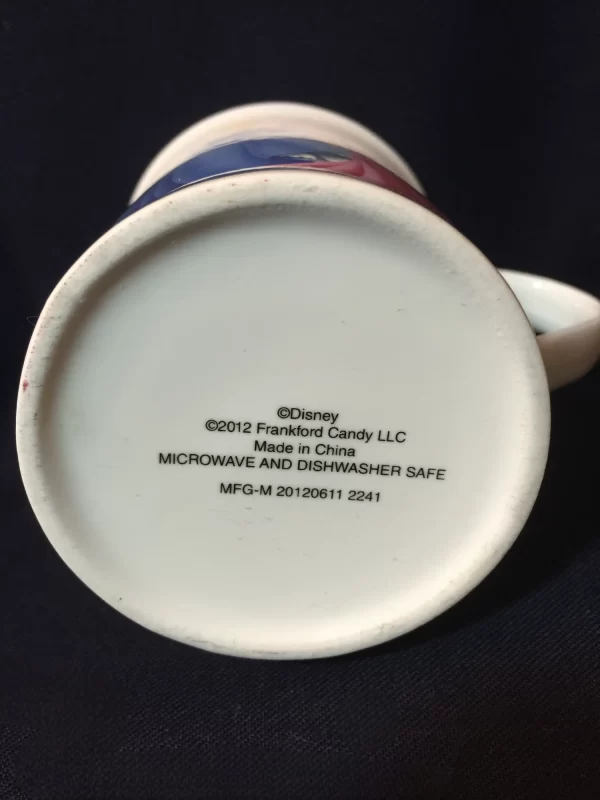 ©Disney
©2012 Frankford Candy LLC
Made in China
MICROWAVE AND DISHWASHER SAFE
MFG-M 20120611 2241